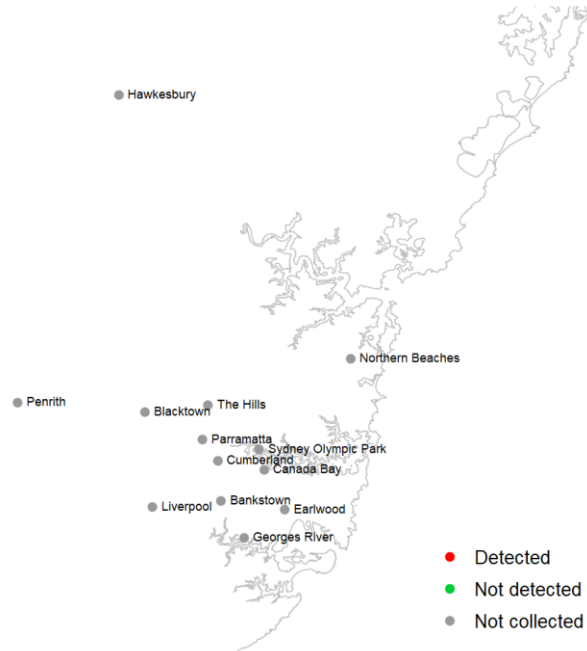 Hawkesbury
Northern Beaches
Penrith
The Hills
Blacktown
Parramatta
Sydney Olympic Park
Cumberland
Canada Bay
Bankstown
Liverpool
Earlwood
Georges River
Detected
Not detected
Not collected